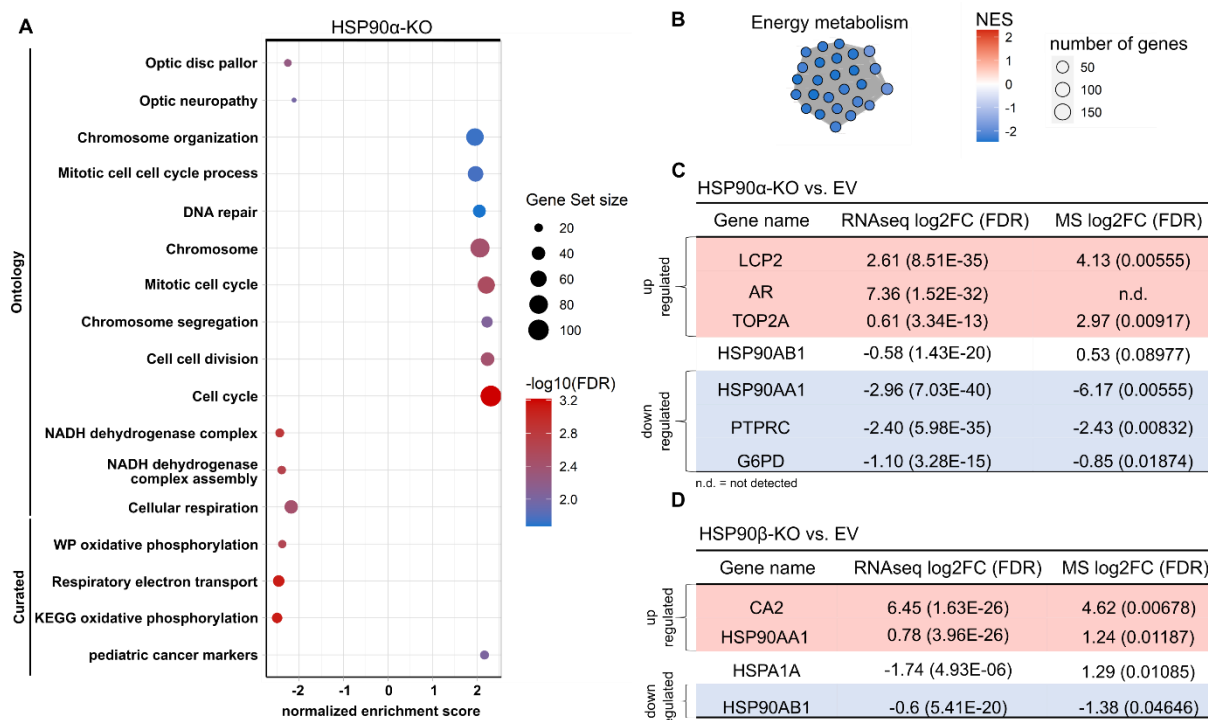 A
HSP90α-KO
Ontology
Optic disc pallor
Optic neuropathy
Chromosome organization
Mitotic cell cycle process
DNA repair
Chromosome
Mitotic cell cycle
Chromosome segregation
Cell cell division
Cell cycle
NADH dehydrogenase complex
NADH dehydrogenase
complex assembly
Cellular respiration
Curated
WP oxidative phosphorylation
Respiratory electron transport
KEGG oxidative phosphorylation
pediatric cancer markers
-2 -1 0 1 2
normalized enrichment score
Gene Set size
20
40
60
80
100
-log10(FDR)
3.2
2.8
2.4
2.0
B
Energy metabolism
NES
2
1
0
-1
-2
number of genes
50
100
150
C
HSP90α-KO vs. EV
Gene name RNAseq log2FC (FDR) MS log2FC (FDR)
up
regulated
LCP2 2.61 (8.51E-35) 4.13 (0.00555)
AR 7.36 (1.52E-32) n.d.
TOP2A 0.61 (3.34E-13) 2.97 (0.00917)
HSP90AB1 -0.58 (1.43E-20) 0.53 (0.08977)
down
regulated
HSP90AA1 -2.96 (7.03E-40) -6.17 (0.00555)
PTPRC -2.40 (5.98E-35) -2.43 (0.00832)
G6PD -1.10 (3.28E-15) -0.85 (0.01874)
n.d. = not detected
D
HSP90β-KO vs. EV
Gene name RNAseq log2FC (FDR) MS log2FC (FDR)
up
regulated
CA2 6.45 (1.63E-26) 4.62 (0.00678)
HSP90AA1 0.78 (3.96E-26) 1.24 (0.01187)
HSPA1A -1.74 (4.93E-06) 1.29 (0.01085)
down
regulated
HSP90AB1 -0.6 (5.41E-20) -1.38 (0.04646)